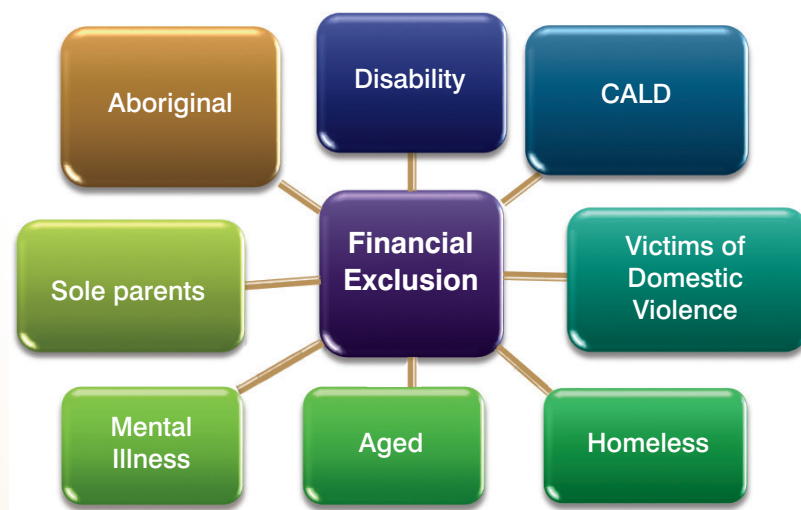 Aboriginal
Disability
CALD
Sole parents
Financial
Exclusion
Victims of
Domestic
Violence
Mental
Illness
Aged
Homeless